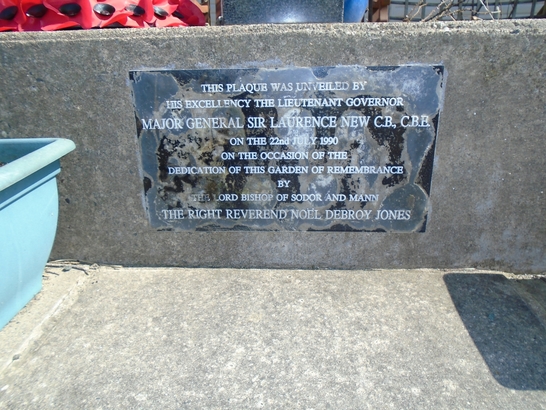 THIS PLAQUE WAS UNVEILED BY
HIS EXCELLENCY THE LIEUTENANT GOVERNOR
MAJOR GENERAL SIR LAURENCE NEW C.B., C.B.E.
ON THE 22nd JULY 1990
ON THE OCCASION OF THE
DEDICATION OF THIS GARDEN OF REMEMBRANCE
BY
THE LORD BISHOP OF SODOR AND MANN
THE RIGHT REVEREND NOEL DEBROY JONES